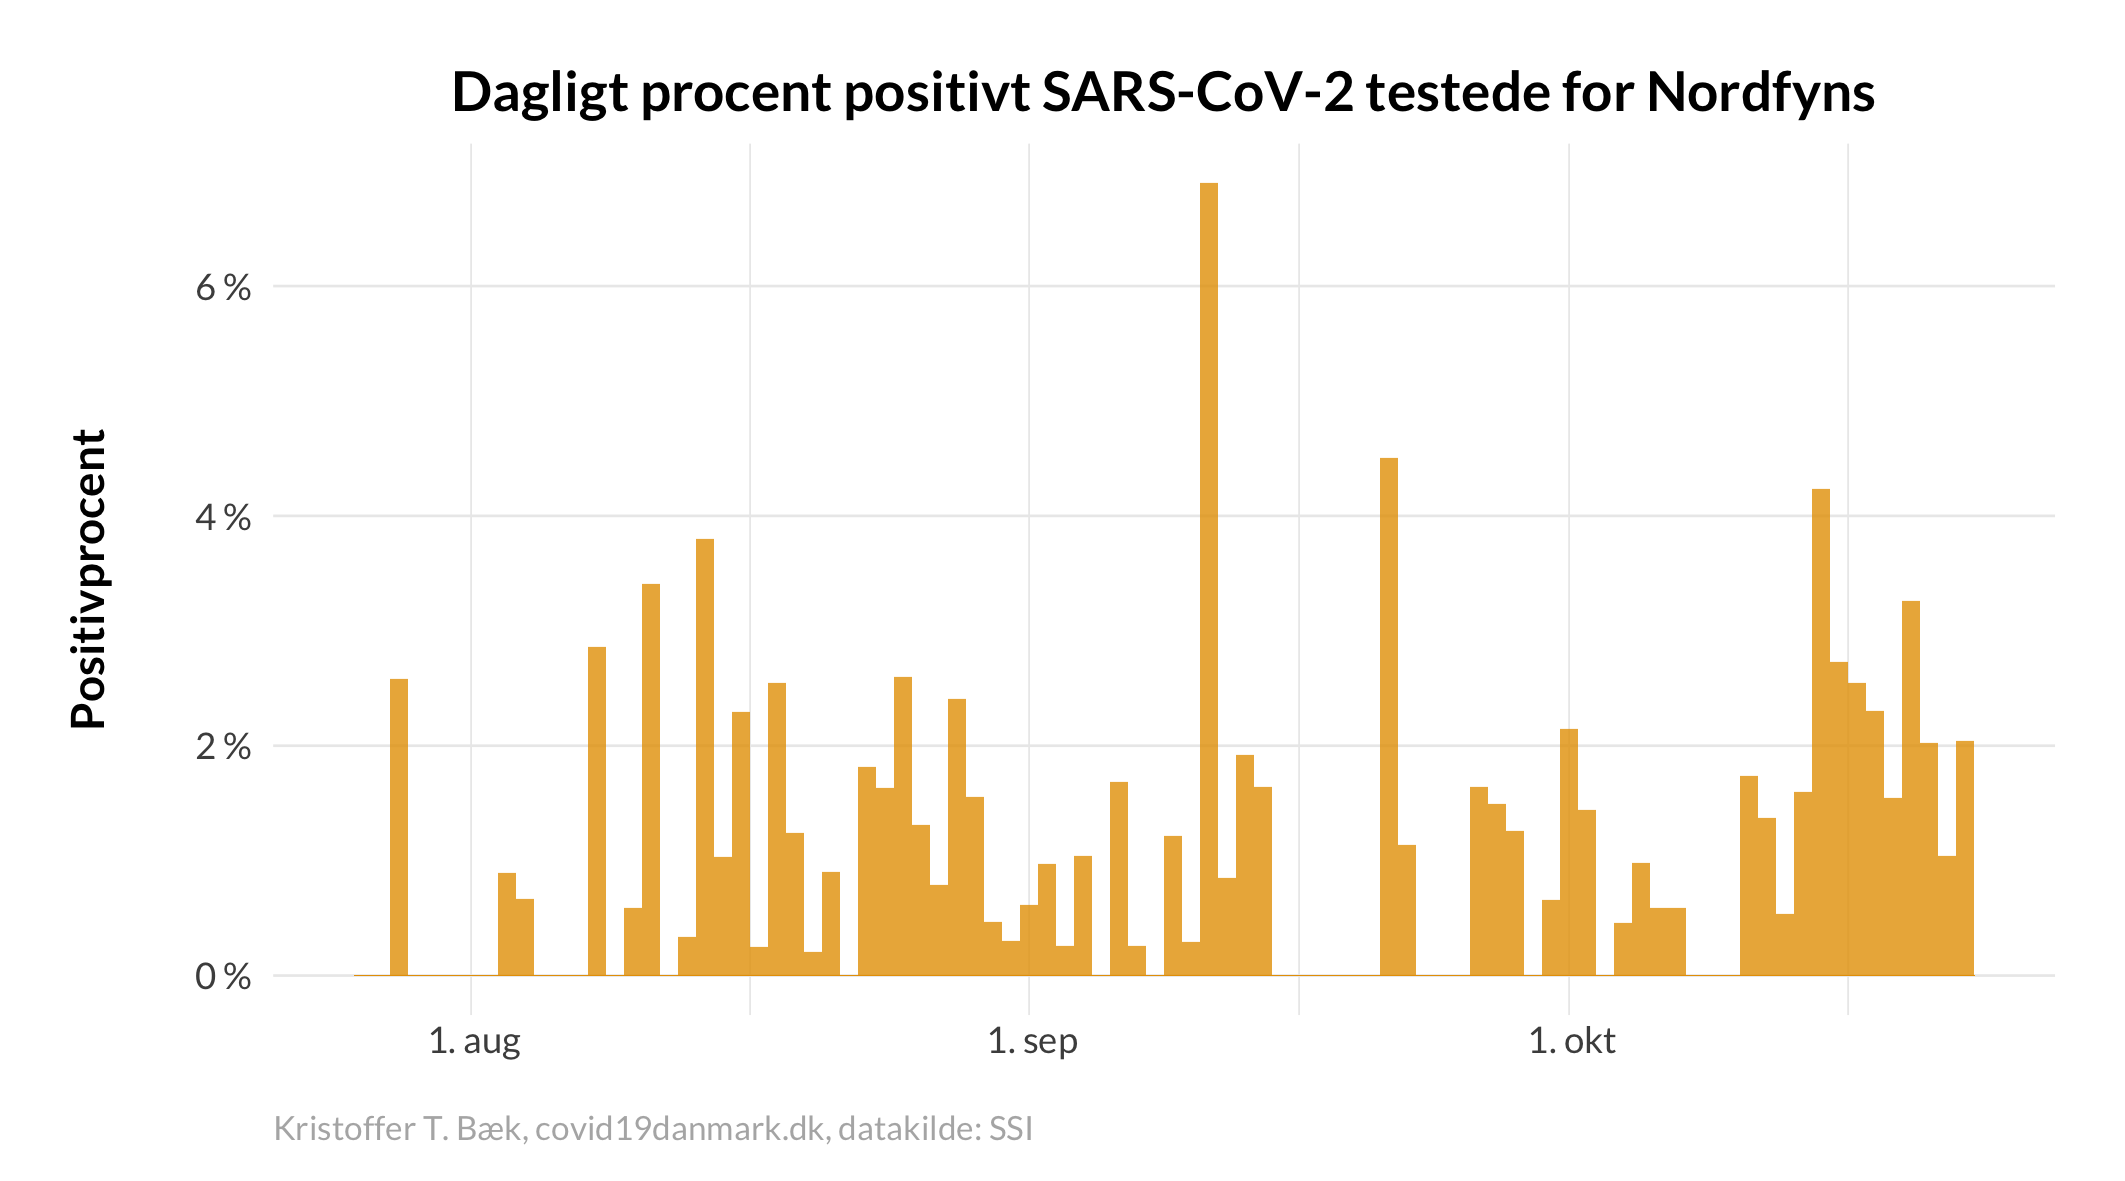 Dagligt procent positivt SARS-CoV-2 testede for Nordfyns
Positivprocent
6 %
4 %
2 %
0 %
1. aug
1. sep
1. okt
Kristoffer T. Bæk, covid19danmark.dk, datakilde: SSI